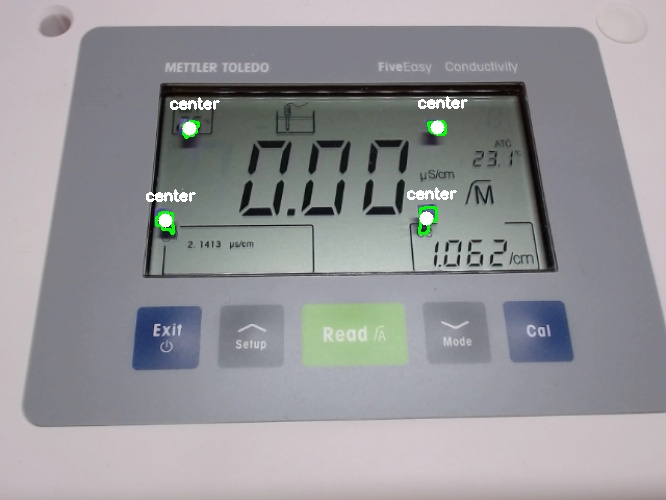 METTLER TOLEDO FiveEasy Conductivity
center center
ATC
0.00 µS/cm 23.1°C
center center
/M
2.1413 µs/cm 1.062/cm
Exit Setup Read /A Mode Cal